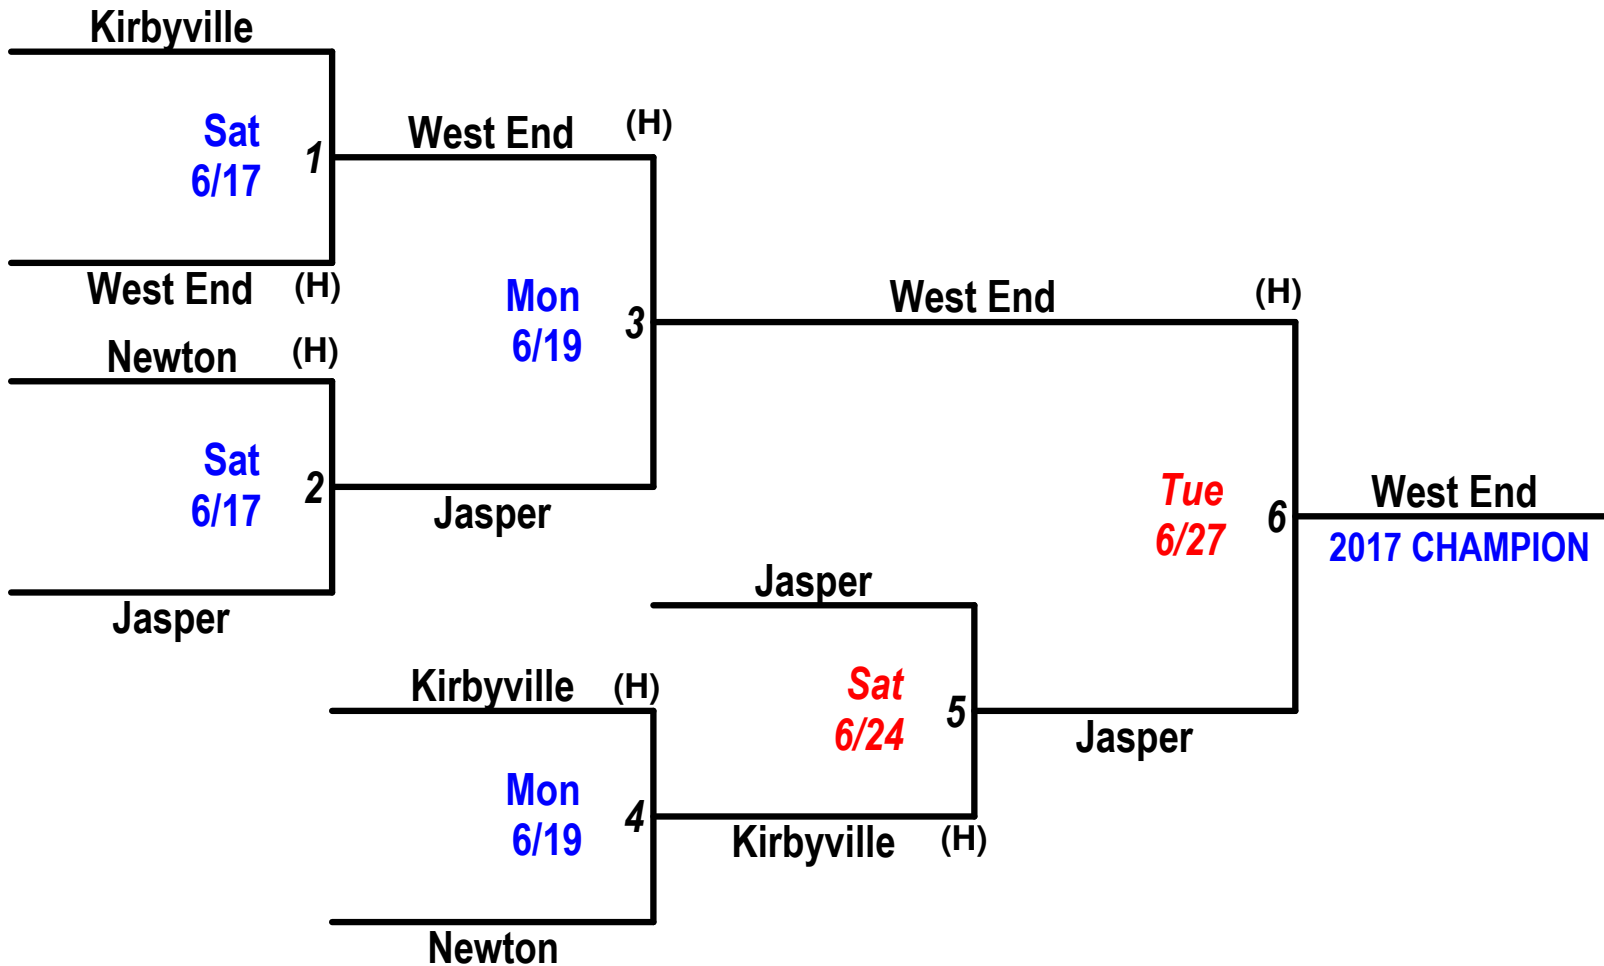 Kirbyville
Sat
6/17
1
West End (H)
West End (H)
Newton (H)
Sat
6/17
2
Jasper
Mon
6/19
3
Jasper
West End (H)
Kirbyville (H)
Mon
6/19
4
Newton
Jasper
Sat
6/24
5
Kirbyville (H)
Jasper
Tue
6/27
6
West End
2017 CHAMPION